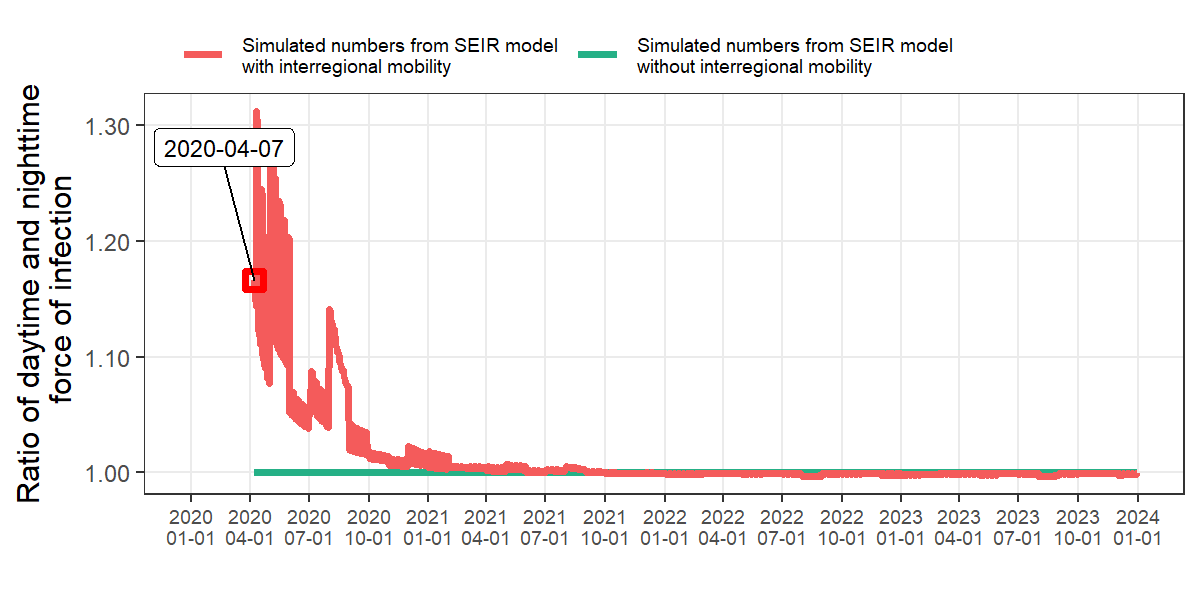 Simulated numbers from SEIR model
with interregional mobility
Simulated numbers from SEIR model
without interregional mobility
Ratio of daytime and nighttime
force of infection
1.30
1.20
1.10
1.00
2020-04-07
2020 2020 2020 2020 2021 2021 2021 2021 2022 2022 2022 2022 2023 2023 2023 2023 2024
01-01 04-01 07-01 10-01 01-01 04-01 07-01 10-01 01-01 04-01 07-01 10-01 01-01 04-01 07-01 10-01 01-01